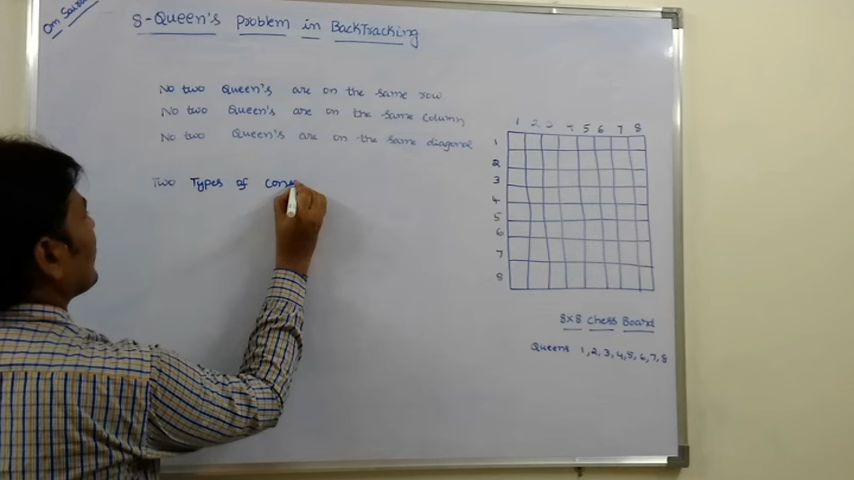 8-Queen's Problem in BackTracking
No two Queen's are on the same row
No two Queen's are on the same column
No two Queen's are on the same diagonal
Two Types of cons
1 2 3 4 5 6 7 8
1
2
3
4
5
6
7
8
8x8 Chess Board
Queens 1,2,3,4,5,6,7,8